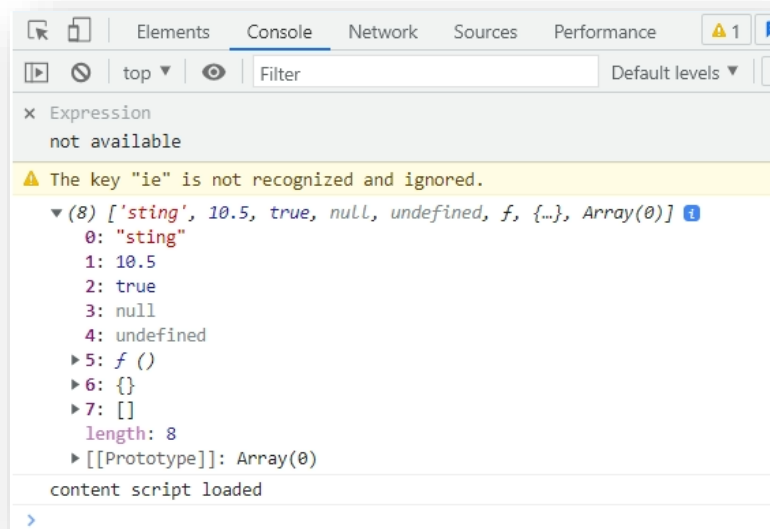 Elements Console Network Sources Performance 1
top Filter Default levels
Expression
not available
The key "ie" is not recognized and ignored.
(8) ['sting', 10.5, true, null, undefined, ƒ, {…}, Array(0)] i
0: "sting"
1: 10.5
2: true
3: null
4: undefined
5: ƒ ()
6: {}
7: []
length: 8
[[Prototype]]: Array(0)
content script loaded